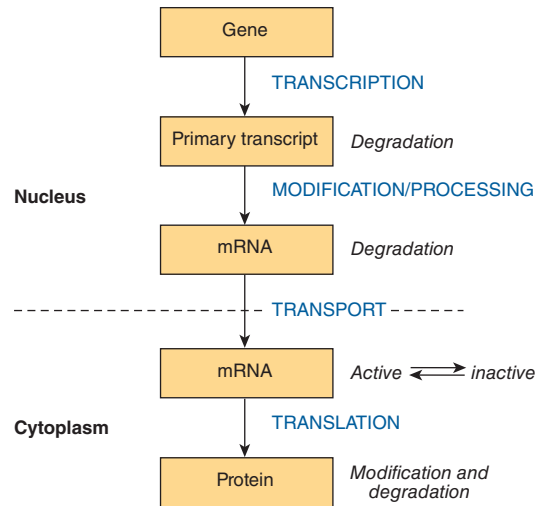 Gene
TRANSCRIPTION
Primary transcript
Degradation
MODIFICATION/PROCESSING
Nucleus
mRNA
Degradation
TRANSPORT
mRNA
Active
inactive
TRANSLATION
Cytoplasm
Protein
Modification and
degradation